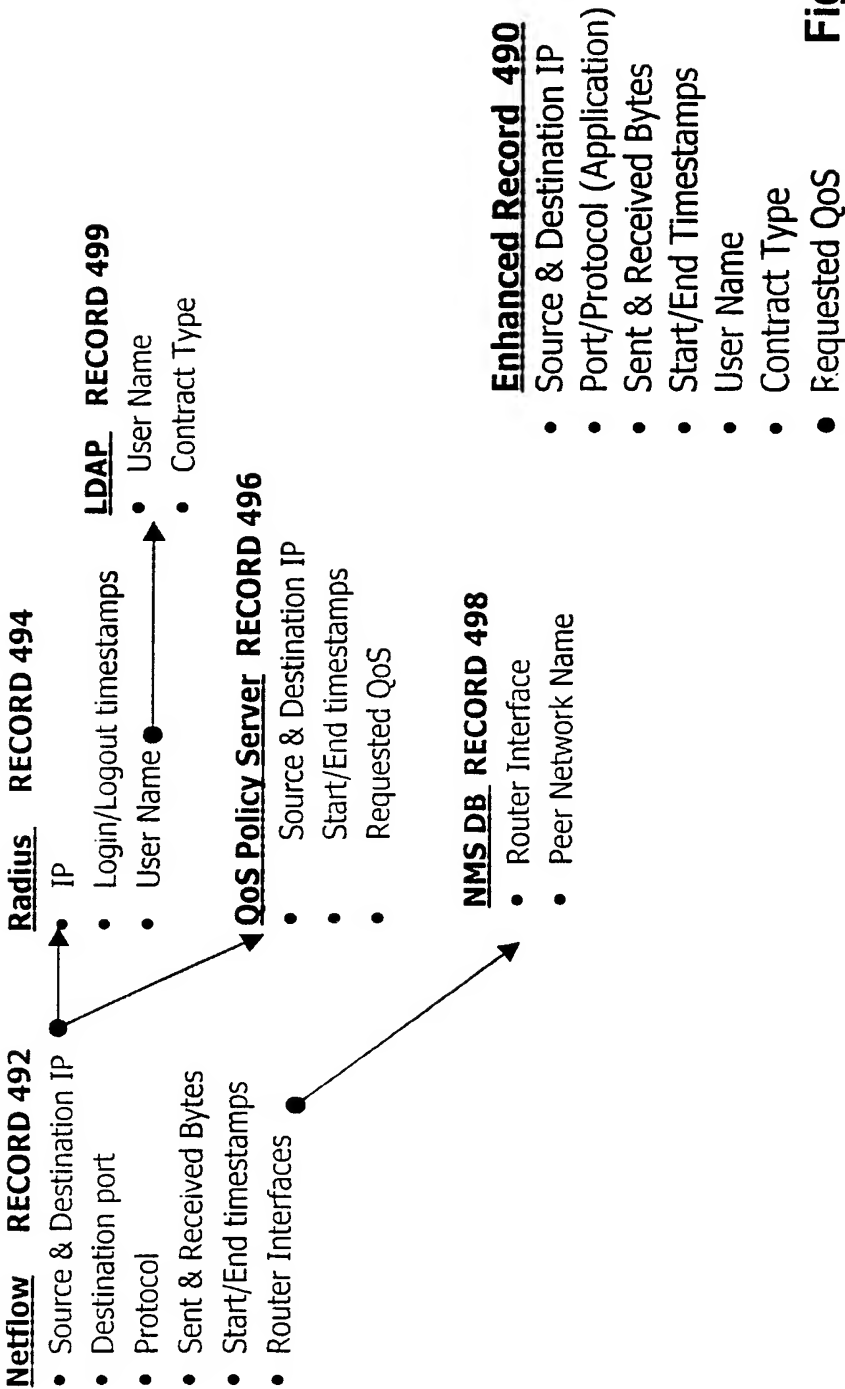 Netflow RECORD 492
• Source & Destination IP
• Destination port
• Protocol
• Sent & Received Bytes
• Start/End timestamps
• Router Interfaces
Radius RECORD 494
• IP
• Login/Logout timestamps
• User Name
LDAP RECORD 499
• User Name
• Contract Type
QoS Policy Server RECORD 496
• Source & Destination IP
• Start/End timestamps
• Requested QoS
NMS DB RECORD 498
• Router Interface
• Peer Network Name
Enhanced Record 490
• Source & Destination IP
• Port/Protocol (Application)
• Sent & Received Bytes
• Start/End Timestamps
• User Name
• Contract Type
• Requested QoS